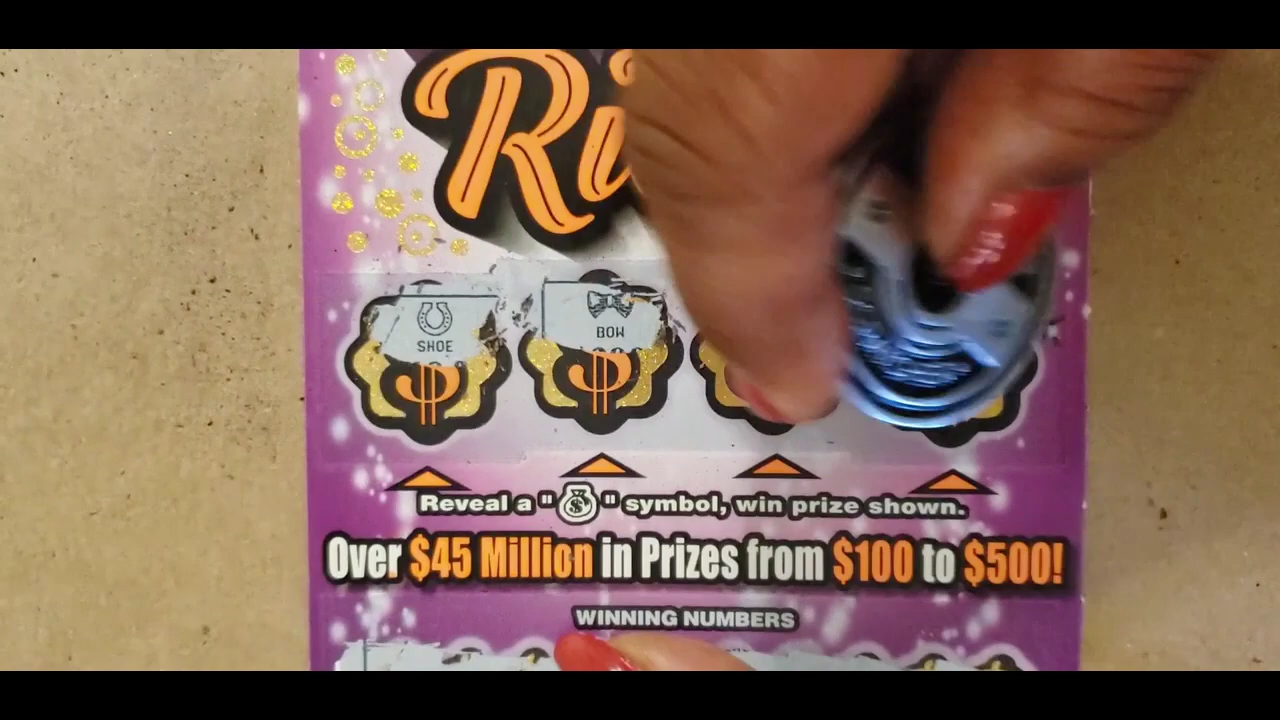 Ri
SHOE
BOW
Reveal a "$" symbol, win prize shown.
Over $45 Million in Prizes from $100 to $500!
WINNING NUMBERS